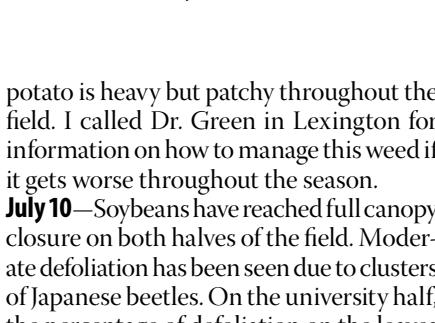 potato is heavy but patchy throughout the
field. I called Dr. Green in Lexington for
information on how to manage this weed if
it gets worse throughout the season.
July 10—Soybeans have reached full canopy
closure on both halves of the field. Moder-
ate defoliation has been seen due to clusters
of Japanese beetles. On the university half,
the percentage of defoliation on the lower